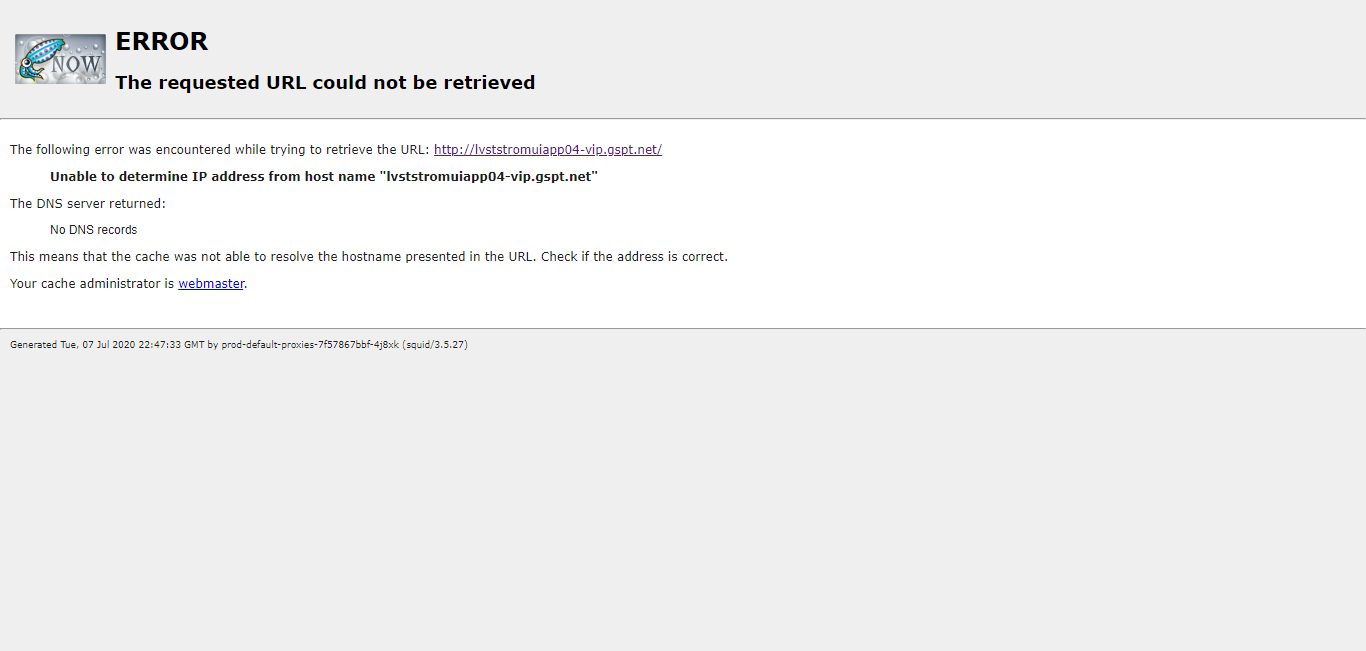 NOW
ERROR
The requested URL could not be retrieved
The following error was encountered while trying to retrieve the URL: http://lvststromuiapp04-vip.gspt.net/
Unable to determine IP address from host name "lvststromuiapp04-vip.gspt.net"
The DNS server returned:
No DNS records
This means that the cache was not able to resolve the hostname presented in the URL. Check if the address is correct.
Your cache administrator is webmaster.
Generated Tue, 07 Jul 2020 22:47:33 GMT by prod-default-proxies-7f57867bbf-4j8xk (squid/3.5.27)